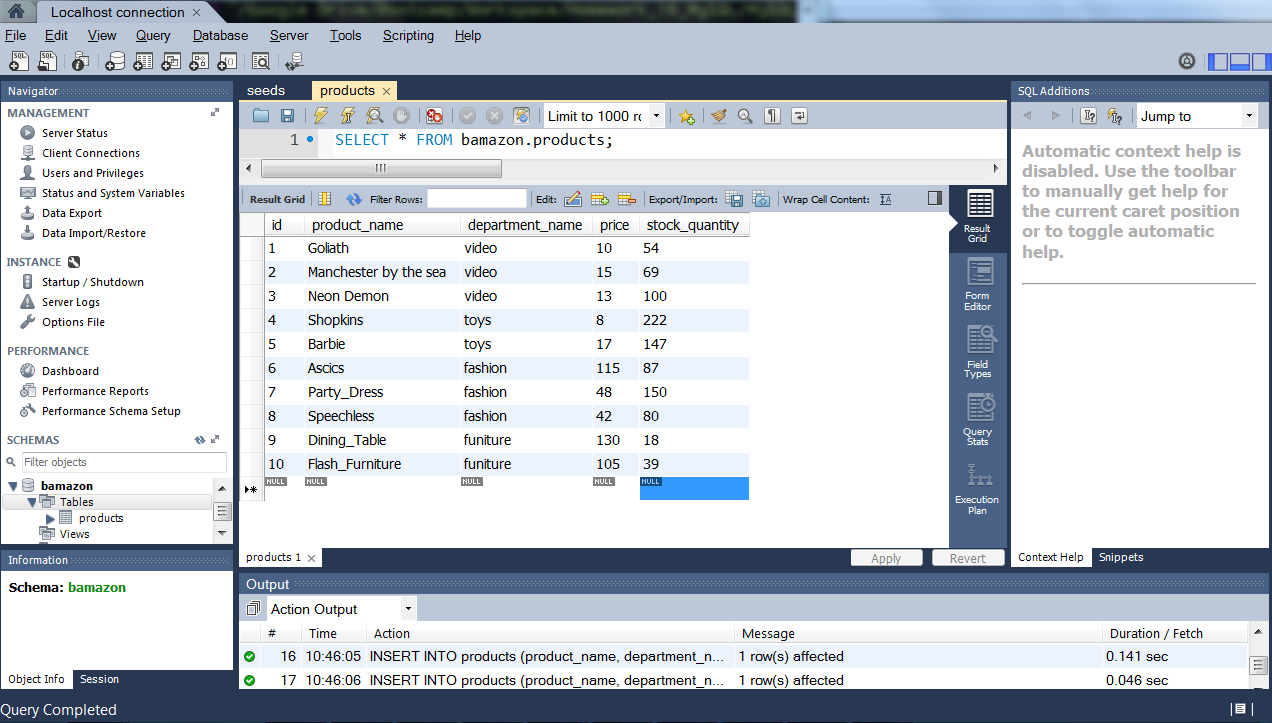 Localhost connection ×
File Edit View Query Database Server Tools Scripting Help
Navigator
MANAGEMENT
Server Status
Client Connections
Users and Privileges
Status and System Variables
Data Export
Data Import/Restore
INSTANCE
Startup / Shutdown
Server Logs
Options File
PERFORMANCE
Dashboard
Performance Reports
Performance Schema Setup
SCHEMAS
Filter objects
bamazon
Tables
products
Views
Information
Schema: bamazon
Object Info Session
seeds products ×
Limit to 1000 rc
1 SELECT * FROM bamazon.products;
Result Grid Filter Rows: Edit: Export/Import: Wrap Cell Content:
id product_name department_name price stock_quantity
1 Goliath video 10 54
2 Manchester by the sea video 15 69
3 Neon Demon video 13 100
4 Shopkins toys 8 222
5 Barbie toys 17 147
6 Ascics fashion 115 87
7 Party_Dress fashion 48 150
8 Speechless fashion 42 80
9 Dining_Table funiture 130 18
10 Flash_Furniture funiture 105 39
NULL NULL NULL NULL NULL
Result
Grid
Form
Editor
Field
Types
Query
Stats
Execution
Plan
products 1 × Apply Revert
SQL Additions
Jump to
Automatic context help is
disabled. Use the toolbar
to manually get help for
the current caret position
or to toggle automatic
help.
Context Help Snippets
Output
Action Output
# Time Action Message Duration / Fetch
16 10:46:05 INSERT INTO products (product_name, department_n... 1 row(s) affected 0.141 sec
17 10:46:06 INSERT INTO products (product_name, department_n... 1 row(s) affected 0.046 sec
Query Completed